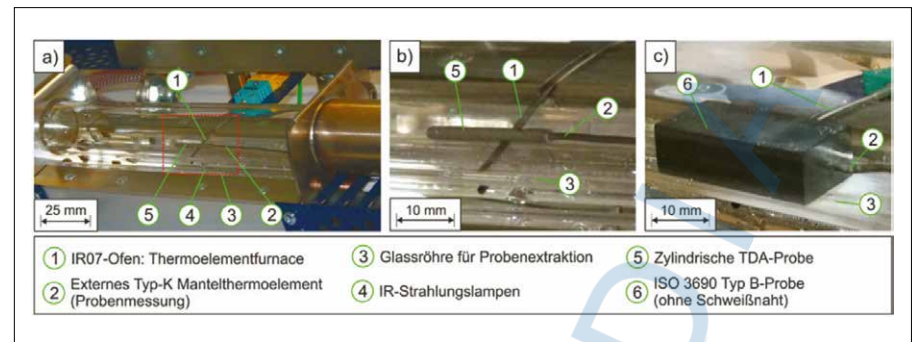 a)
1
5
4
3
2
25 mm
b)
5
1
2
3
10 mm
c)
6
1
2
3
10 mm
1 IR07-Ofen: Thermoelementfurnace
2 Externes Typ-K Mantelthermoelement
(Probenmessung)
3 Glassröhre für Probenextraktion
4 IR-Strahlungslampen
5 Zylindrische TDA-Probe
6 ISO 3690 Typ B-Probe
(ohne Schweißnaht)